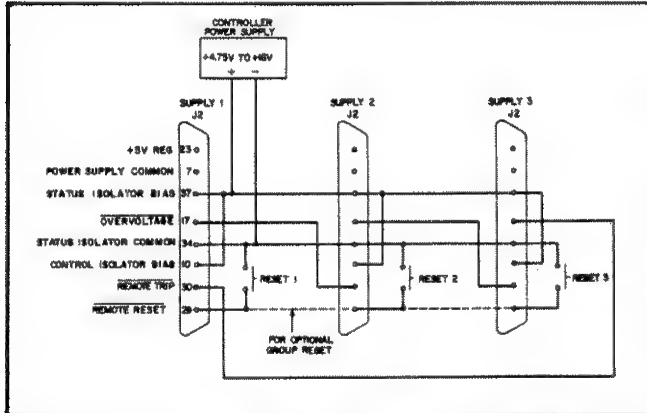 CONTROLLER
POWER SUPPLY
+4.75V TO +16V
+ −
SUPPLY 1
J2
SUPPLY 2
J2
SUPPLY 3
J2
+5V REG 23
POWER SUPPLY COMMON 7
STATUS ISOLATOR BIAS 37
OVERVOLTAGE 17
STATUS ISOLATOR COMMON 34
CONTROL ISOLATOR BIAS 10
REMOTE TRIP 30
REMOTE RESET 29
RESET 1
RESET 2
RESET 3
FOR OPTIONAL
GROUP RESET